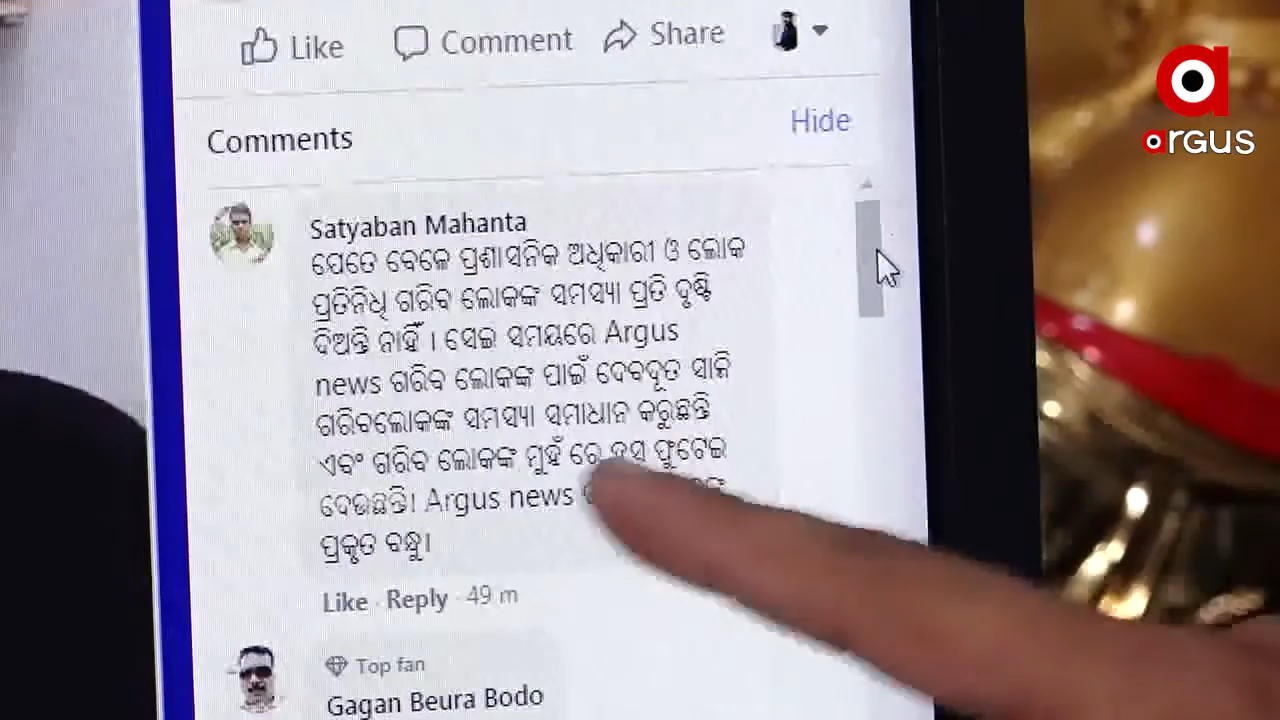 Like Comment Share
argus
Comments Hide
Satyaban Mahanta
ଯେତେ ବେଳେ ପ୍ରଶାସନିକ ଅଧିକାରୀ ଓ ଲୋକ
ପ୍ରତିନିଧି ଗରିବ ଲୋକଙ୍କ ସମସ୍ୟା ପ୍ରତି ଦୃଷ୍ଟି
ଦିଅନ୍ତି ନାହିଁ । ସେଇ ସମୟରେ Argus
news ଗରିବ ଲୋକଙ୍କ ପାଇଁ ଦେବଦୂତ ସାଜି
ଗରିବଲୋକଙ୍କ ସମସ୍ୟା ସମାଧାନ କରୁଛନ୍ତି
ଏବଂ ଗରିବ ଲୋକଙ୍କ ମୁହଁ ରେ ହସ ଫୁଟେଇ
ଦେଉଛନ୍ତି। Argus news
ପ୍ରକୃତ ବନ୍ଧୁ।
Like · Reply · 49 m
Top fan
Gagan Beura Bodo